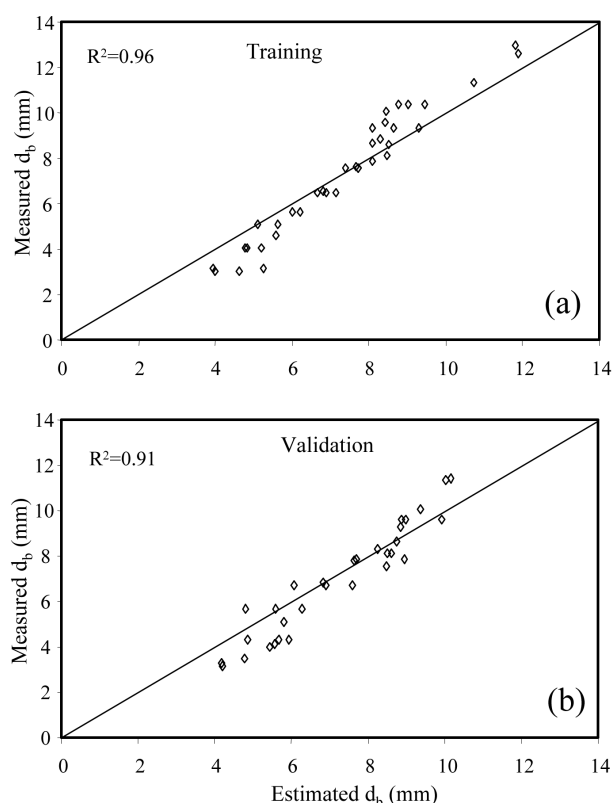 14
R²=0.96
Training
12
10
8
6
4
2
0
Measured d_b (mm)
(a)
0 2 4 6 8 10 12 14
14
R²=0.91
Validation
12
10
8
6
4
2
0
Measured d_b (mm)
(b)
0 2 4 6 8 10 12 14
Estimated d_b (mm)